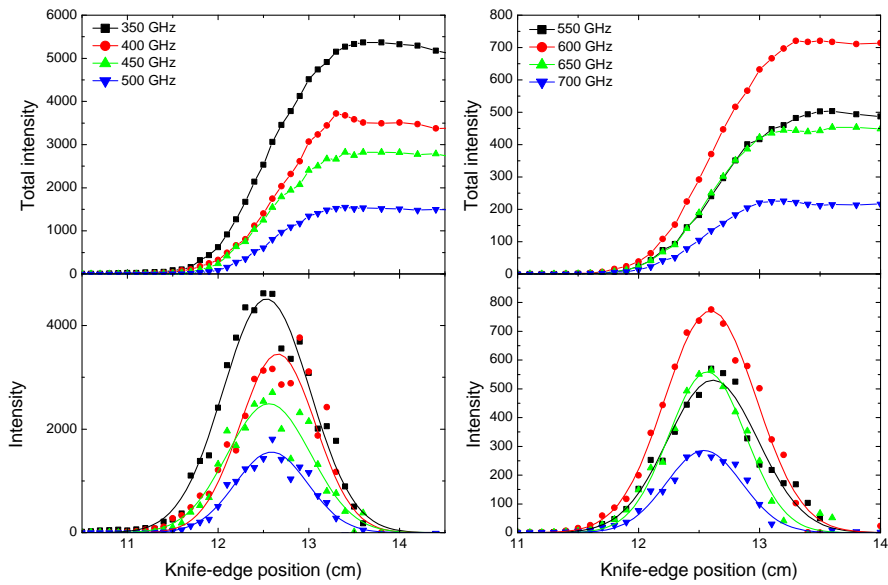 350 GHz
400 GHz
450 GHz
500 GHz
Total intensity
6000
5000
4000
3000
2000
1000
0
550 GHz
600 GHz
650 GHz
700 GHz
Total intensity
800
700
600
500
400
300
200
100
0
Intensity
4000
2000
0
11 12 13 14
Knife-edge position (cm)
Intensity
800
700
600
500
400
300
200
100
0
11 12 13 14
Knife-edge position (cm)